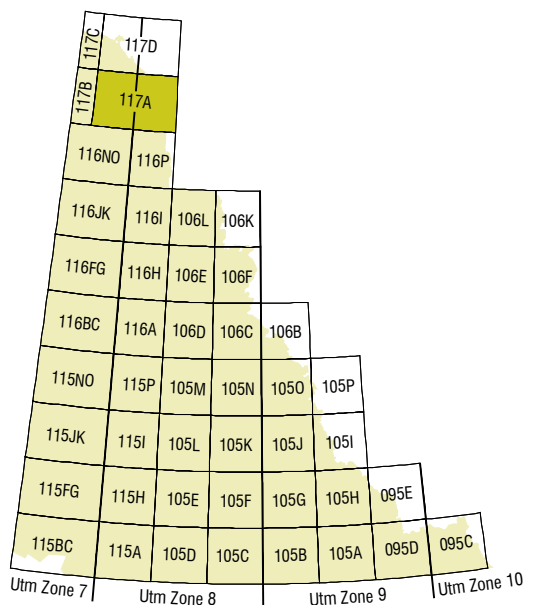 117C 117D
117B 117A
116NO 116P
116JK 116I 106L 106K
116FG 116H 106E 106F
116BC 116A 106D 106C 106B
115NO 115P 105M 105N 105O 105P
115JK 115I 105L 105K 105J 105I
115FG 115H 105E 105F 105G 105H 095E
115BC 115A 105D 105C 105B 105A 095D 095C
Utm Zone 7 Utm Zone 8 Utm Zone 9 Utm Zone 10